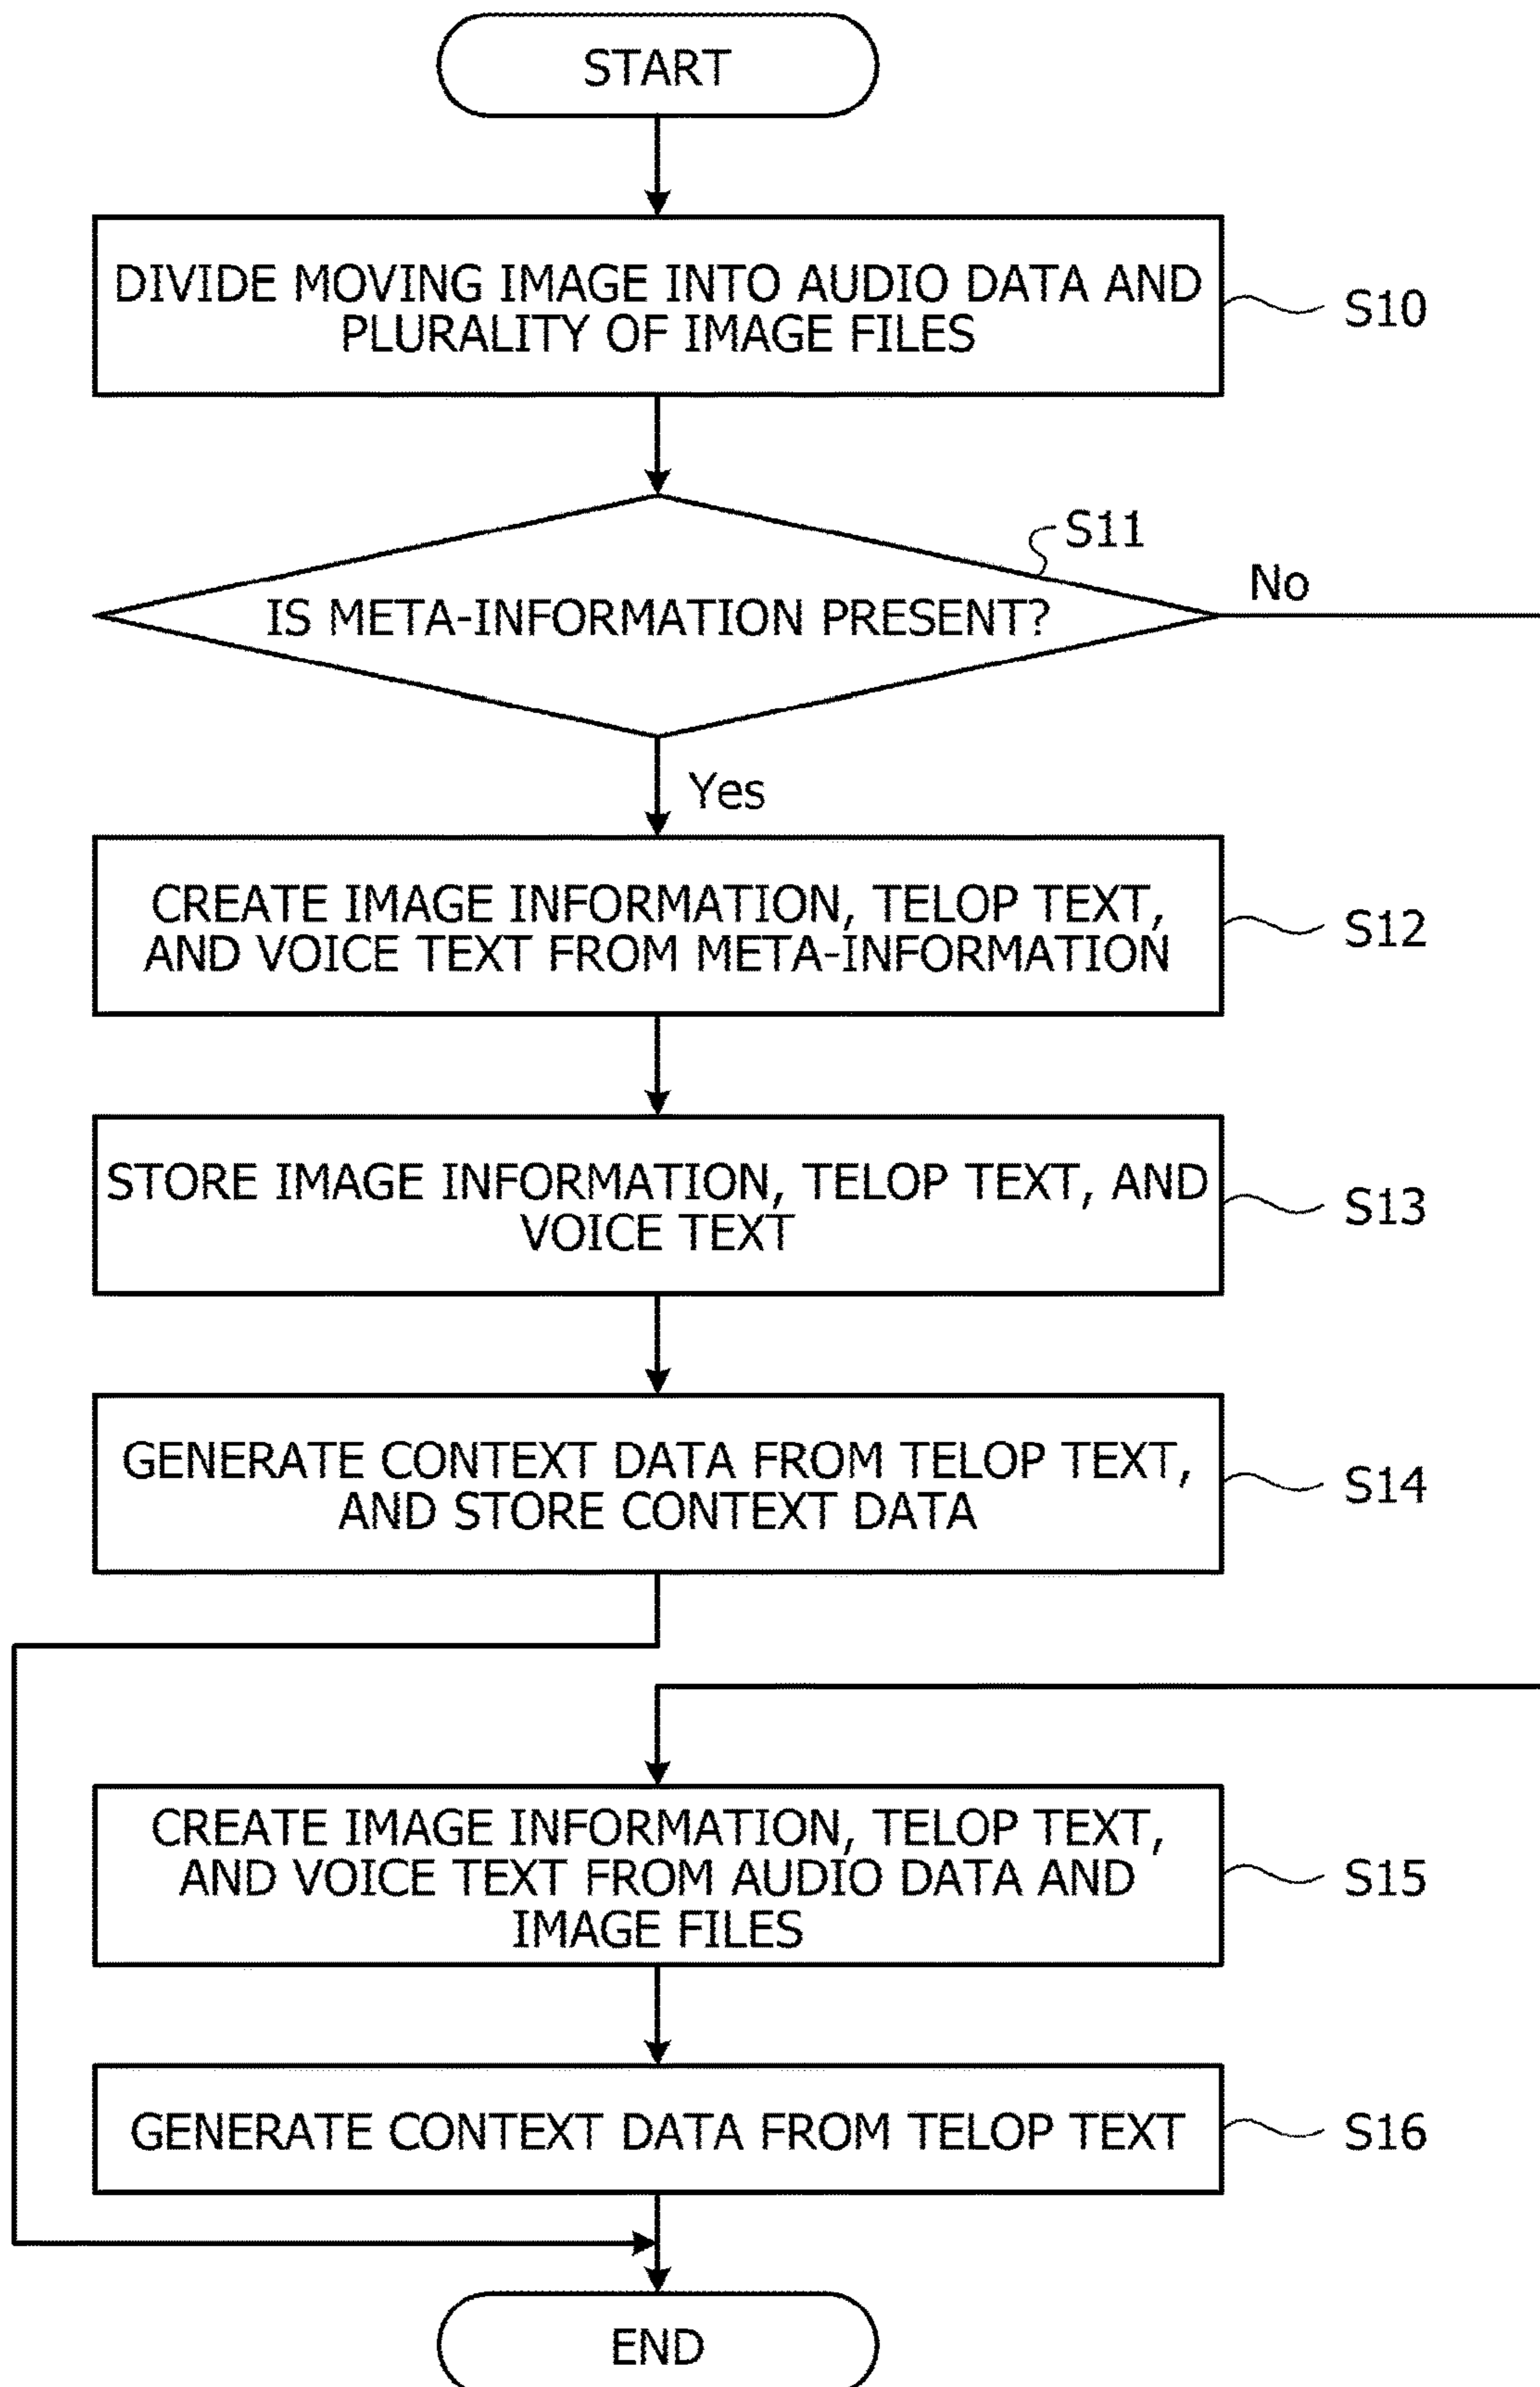 START
DIVIDE MOVING IMAGE INTO AUDIO DATA AND
PLURALITY OF IMAGE FILES
S10
S11
IS META-INFORMATION PRESENT?
No
Yes
CREATE IMAGE INFORMATION, TELOP TEXT,
AND VOICE TEXT FROM META-INFORMATION
S12
STORE IMAGE INFORMATION, TELOP TEXT, AND
VOICE TEXT
S13
GENERATE CONTEXT DATA FROM TELOP TEXT,
AND STORE CONTEXT DATA
S14
CREATE IMAGE INFORMATION, TELOP TEXT,
AND VOICE TEXT FROM AUDIO DATA AND
IMAGE FILES
S15
GENERATE CONTEXT DATA FROM TELOP TEXT
S16
END